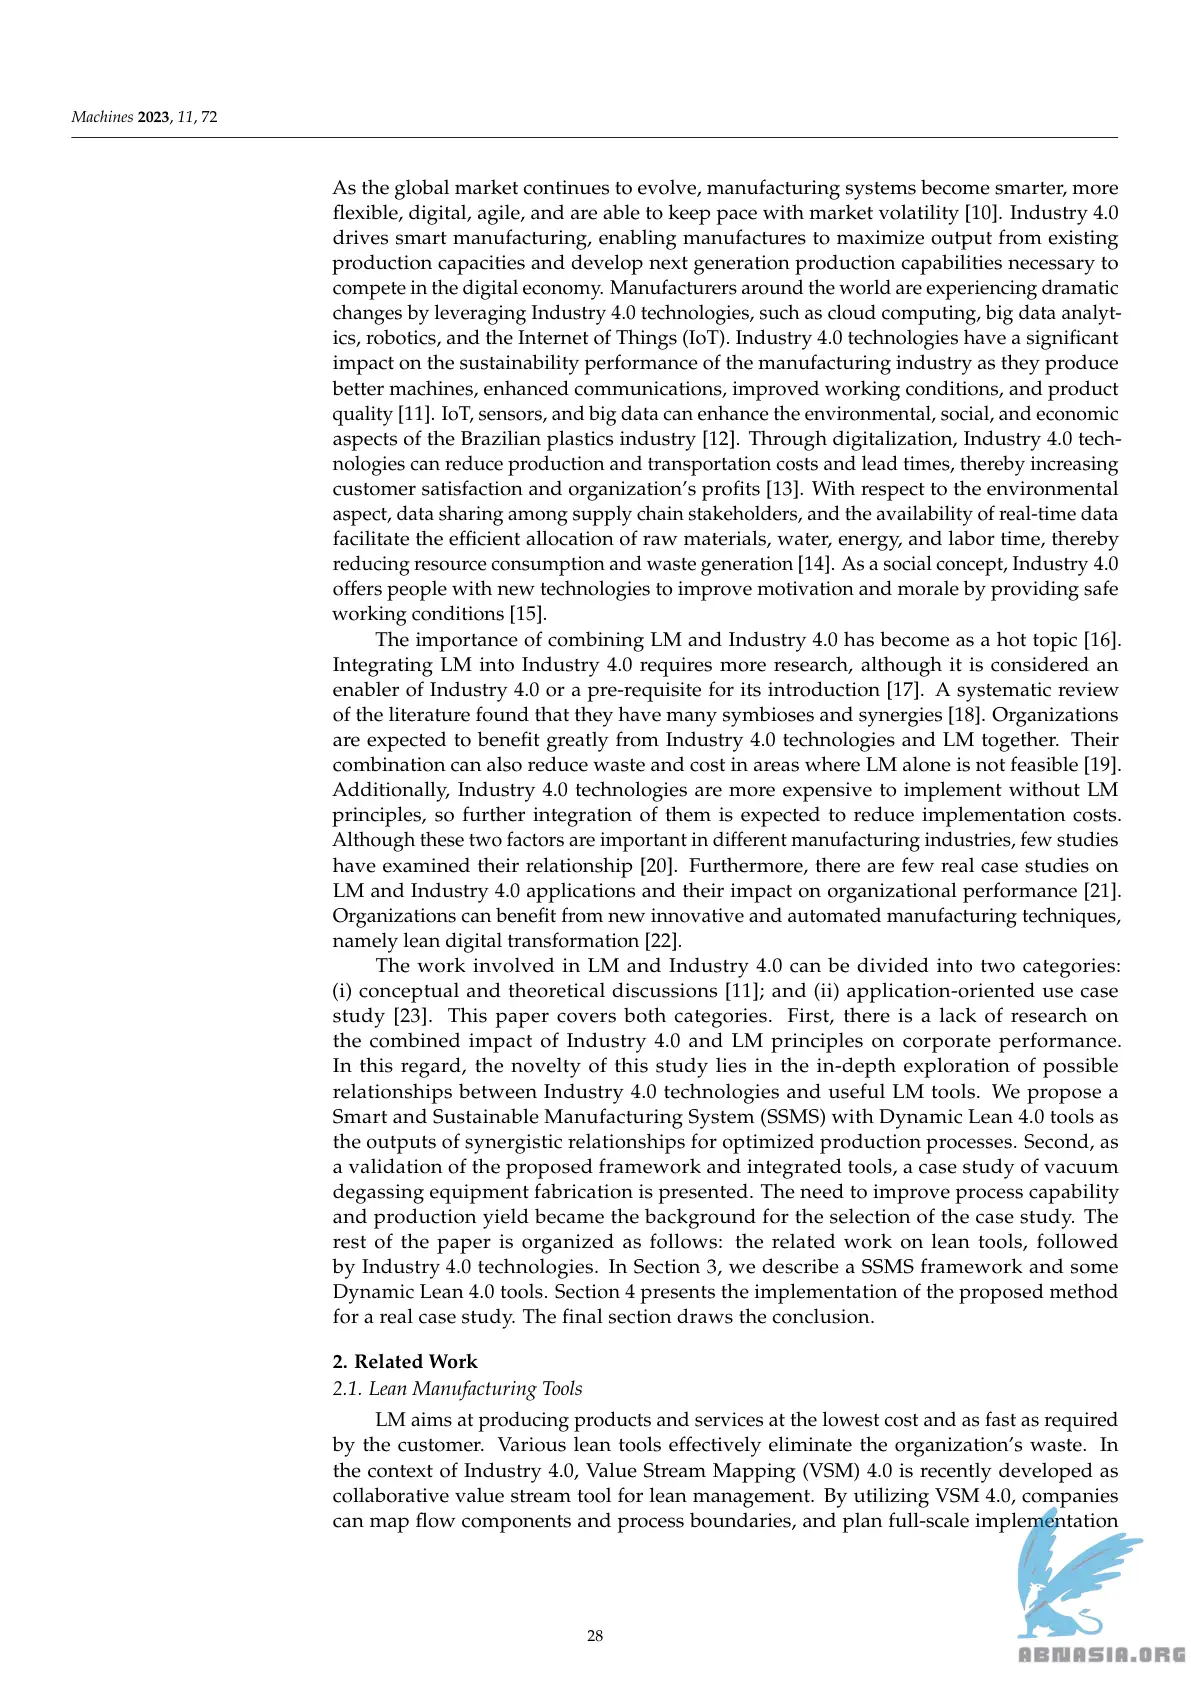 Machines 2023, 11, 72
As the global market continues to evolve, manufacturing systems become smarter, more
flexible, digital, agile, and are able to keep pace with market volatility [10]. Industry 4.0
drives smart manufacturing, enabling manufactures to maximize output from existing
production capacities and develop next generation production capabilities necessary to
compete in the digital economy. Manufacturers around the world are experiencing dramatic
changes by leveraging Industry 4.0 technologies, such as cloud computing, big data analyt-
ics, robotics, and the Internet of Things (IoT). Industry 4.0 technologies have a significant
impact on the sustainability performance of the manufacturing industry as they produce
better machines, enhanced communications, improved working conditions, and product
quality [11]. IoT, sensors, and big data can enhance the environmental, social, and economic
aspects of the Brazilian plastics industry [12]. Through digitalization, Industry 4.0 tech-
nologies can reduce production and transportation costs and lead times, thereby increasing
customer satisfaction and organization's profits [13]. With respect to the environmental
aspect, data sharing among supply chain stakeholders, and the availability of real-time data
facilitate the efficient allocation of raw materials, water, energy, and labor time, thereby
reducing resource consumption and waste generation [14]. As a social concept, Industry 4.0
offers people with new technologies to improve motivation and morale by providing safe
working conditions [15].
The importance of combining LM and Industry 4.0 has become as a hot topic [16].
Integrating LM into Industry 4.0 requires more research, although it is considered an
enabler of Industry 4.0 or a pre-requisite for its introduction [17]. A systematic review
of the literature found that they have many symbioses and synergies [18]. Organizations
are expected to benefit greatly from Industry 4.0 technologies and LM together. Their
combination can also reduce waste and cost in areas where LM alone is not feasible [19].
Additionally, Industry 4.0 technologies are more expensive to implement without LM
principles, so further integration of them is expected to reduce implementation costs.
Although these two factors are important in different manufacturing industries, few studies
have examined their relationship [20]. Furthermore, there are few real case studies on
LM and Industry 4.0 applications and their impact on organizational performance [21].
Organizations can benefit from new innovative and automated manufacturing techniques,
namely lean digital transformation [22].
The work involved in LM and Industry 4.0 can be divided into two categories:
(i) conceptual and theoretical discussions [11]; and (ii) application-oriented use case
study [23]. This paper covers both categories. First, there is a lack of research on
the combined impact of Industry 4.0 and LM principles on corporate performance.
In this regard, the novelty of this study lies in the in-depth exploration of possible
relationships between Industry 4.0 technologies and useful LM tools. We propose a
Smart and Sustainable Manufacturing System (SSMS) with Dynamic Lean 4.0 tools as
the outputs of synergistic relationships for optimized production processes. Second, as
a validation of the proposed framework and integrated tools, a case study of vacuum
degassing equipment fabrication is presented. The need to improve process capability
and production yield became the background for the selection of the case study. The
rest of the paper is organized as follows: the related work on lean tools, followed
by Industry 4.0 technologies. In Section 3, we describe a SSMS framework and some
Dynamic Lean 4.0 tools. Section 4 presents the implementation of the proposed method
for a real case study. The final section draws the conclusion.
2. Related Work
2.1. Lean Manufacturing Tools
LM aims at producing products and services at the lowest cost and as fast as required
by the customer. Various lean tools effectively eliminate the organization's waste. In
the context of Industry 4.0, Value Stream Mapping (VSM) 4.0 is recently developed as
collaborative value stream tool for lean management. By utilizing VSM 4.0, companies
can map flow components and process boundaries, and plan full-scale implementation
28
ABNASIA.ORG